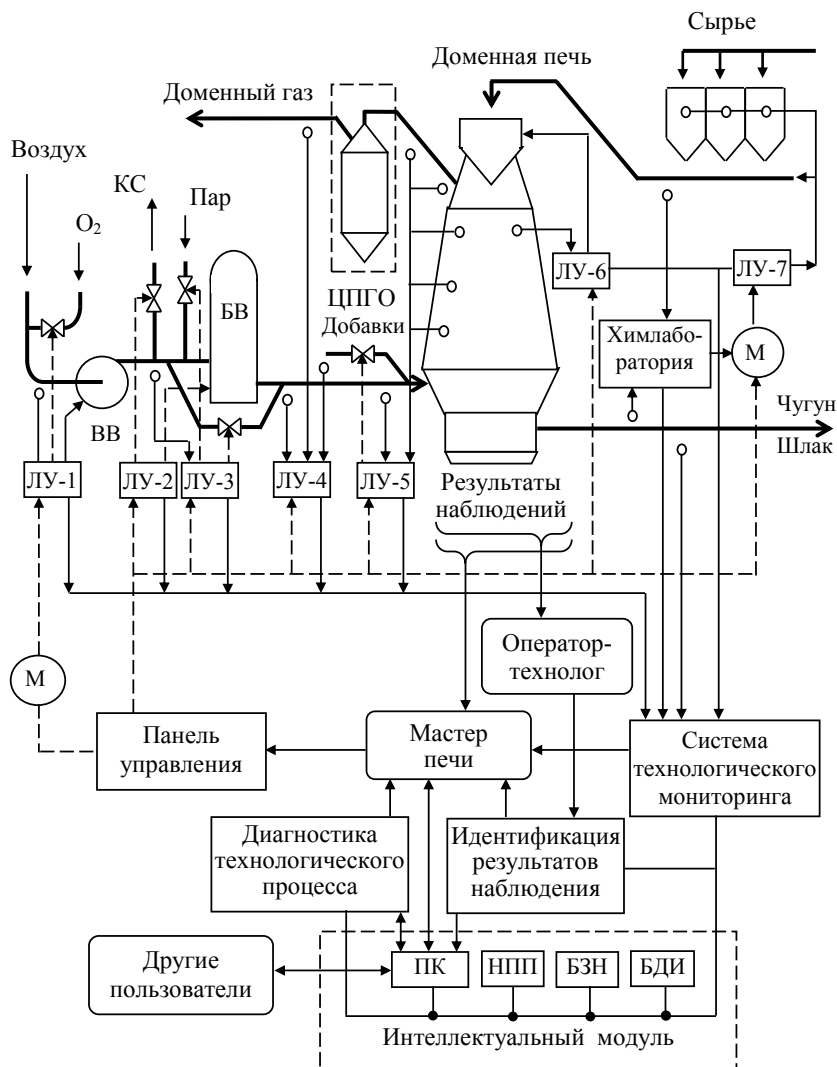 Сырье
Доменная печь
Доменный газ
Воздух
КС
Пар
O₂
БВ
ЦПГО
Добавки
ЛУ-6
ЛУ-7
Химлабо-
ратория
М
ВВ
Чугун
Шлак
ЛУ-1
ЛУ-2
ЛУ-3
ЛУ-4
ЛУ-5
Результаты
наблюдений
Оператор-
технолог
М
Панель
управления
Мастер
печи
Система
технологического
мониторинга
Диагностика
технологического
процесса
Идентификация
результатов
наблюдения
Другие
пользователи
ПК
НПП
БЗН
БДИ
Интеллектуальный модуль